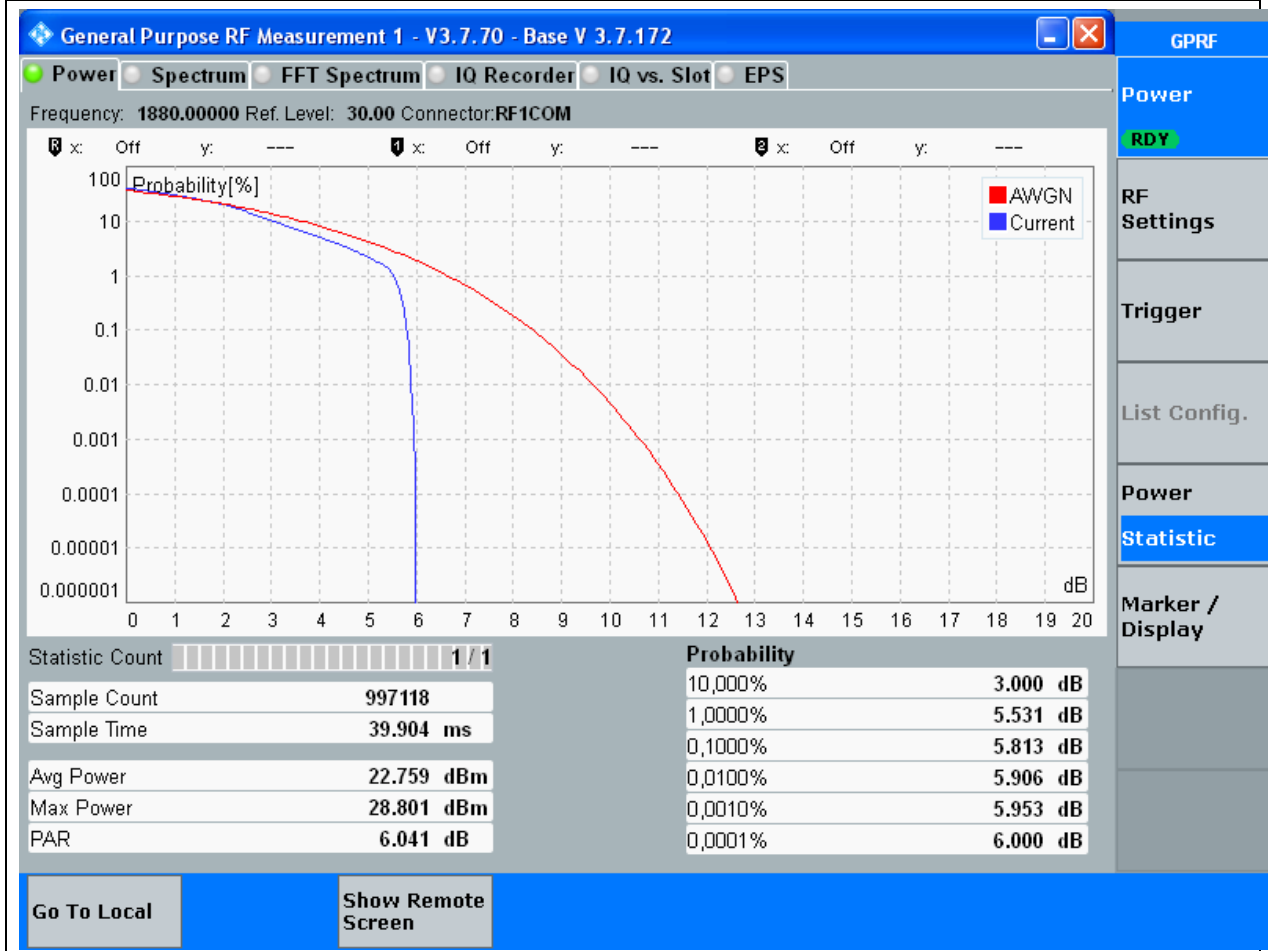 General Purpose RF Measurement 1 - V3.7.70 - Base V 3.7.172
GPRF
Power Spectrum FFT Spectrum IQ Recorder IQ vs. Slot EPS
Frequency: 1880.00000 Ref. Level: 30.00 Connector:RF1COM
R x: Off y: --- 1 x: Off y: --- 2 x: Off y: ---
Probability[%]
100
10
1
0.1
0.01
0.001
0.0001
0.00001
0.000001
AWGN
Current
dB
0 1 2 3 4 5 6 7 8 9 10 11 12 13 14 15 16 17 18 19 20
Statistic Count 1 / 1
Sample Count 997118
Sample Time 39.904 ms
Avg Power 22.759 dBm
Max Power 28.801 dBm
PAR 6.041 dB
Probability
10,000% 3.000 dB
1,0000% 5.531 dB
0,1000% 5.813 dB
0,0100% 5.906 dB
0,0010% 5.953 dB
0,0001% 6.000 dB
Power
RDY
RF
Settings
Trigger
List Config.
Power
Statistic
Marker /
Display
Go To Local
Show Remote
Screen